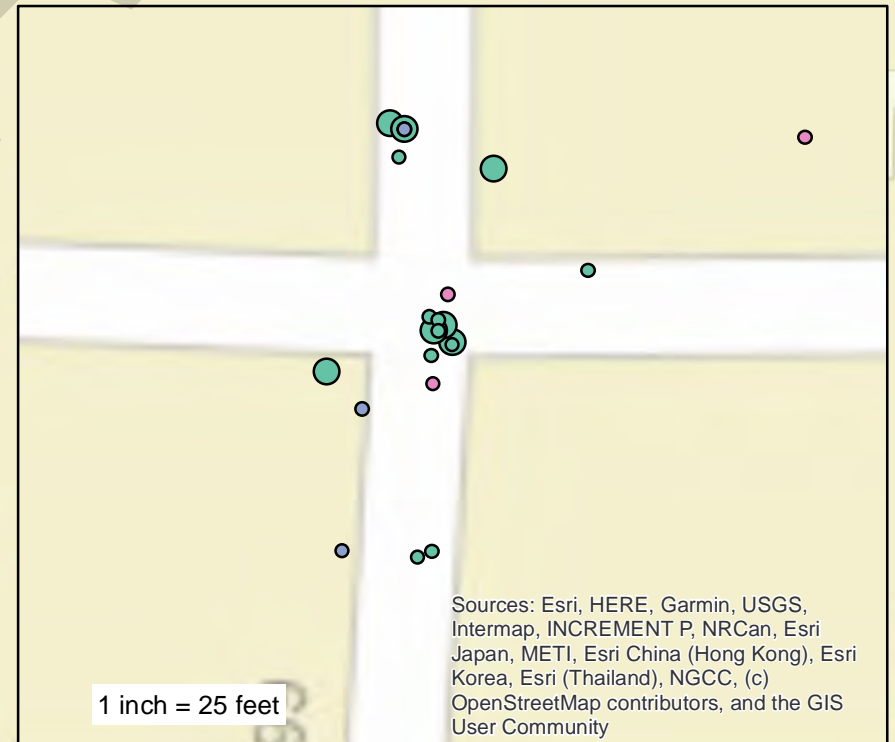 Sources: Esri, HERE, Garmin, USGS,
Intermap, INCREMENT P, NRCan, Esri
Japan, METI, Esri China (Hong Kong), Esri
Korea, Esri (Thailand), NGCC, (c)
OpenStreetMap contributors, and the GIS
User Community
1 inch = 25 feet